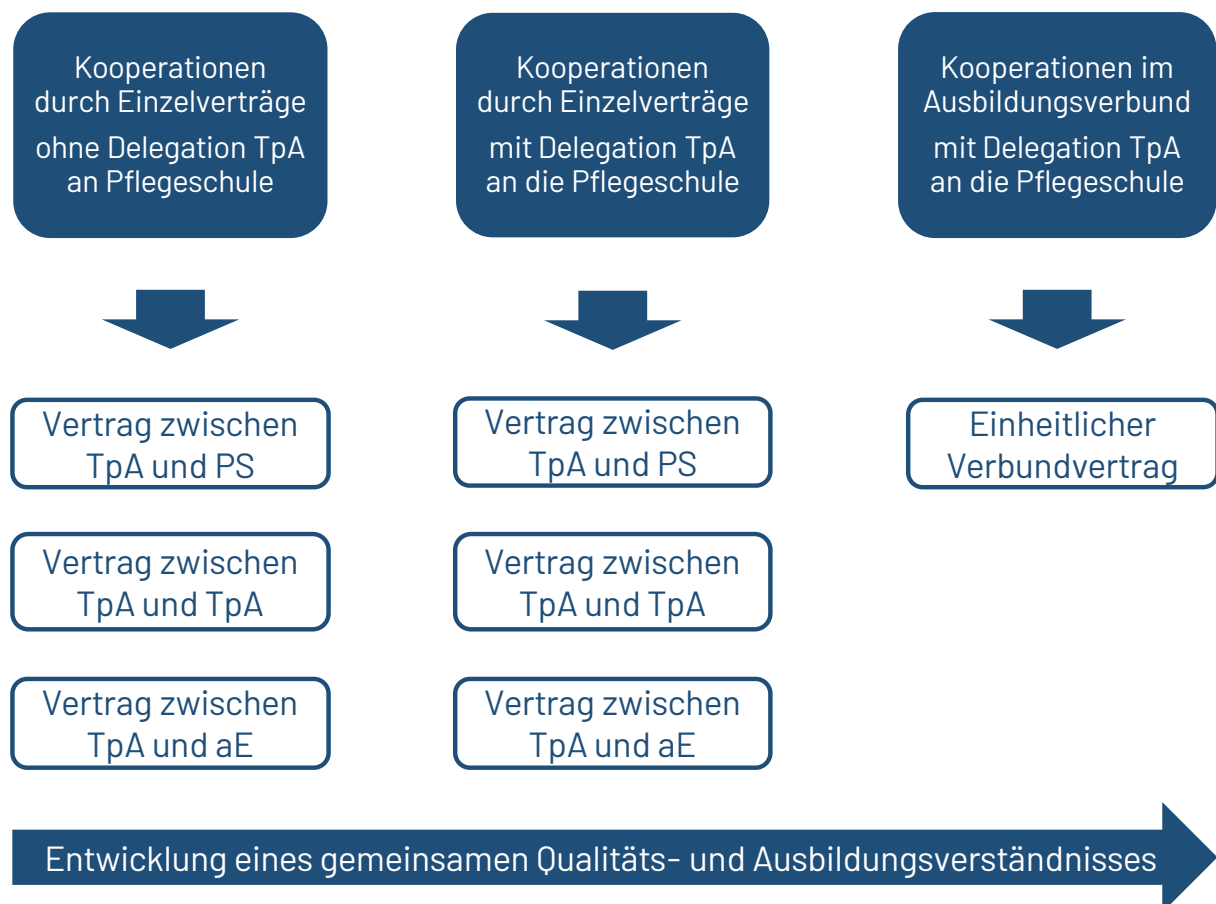 Kooperationen
durch Einzelverträge
ohne Delegation TpA
an Pflegeschule
Kooperationen
durch Einzelverträge
mit Delegation TpA
an die Pflegeschule
Kooperationen im
Ausbildungsverbund
mit Delegation TpA
an die Pflegeschule
Vertrag zwischen
TpA und PS
Vertrag zwischen
TpA und PS
Einheitlicher
Verbundvertrag
Vertrag zwischen
TpA und TpA
Vertrag zwischen
TpA und TpA
Vertrag zwischen
TpA und aE
Vertrag zwischen
TpA und aE
Entwicklung eines gemeinsamen Qualitäts- und Ausbildungsverständnisses